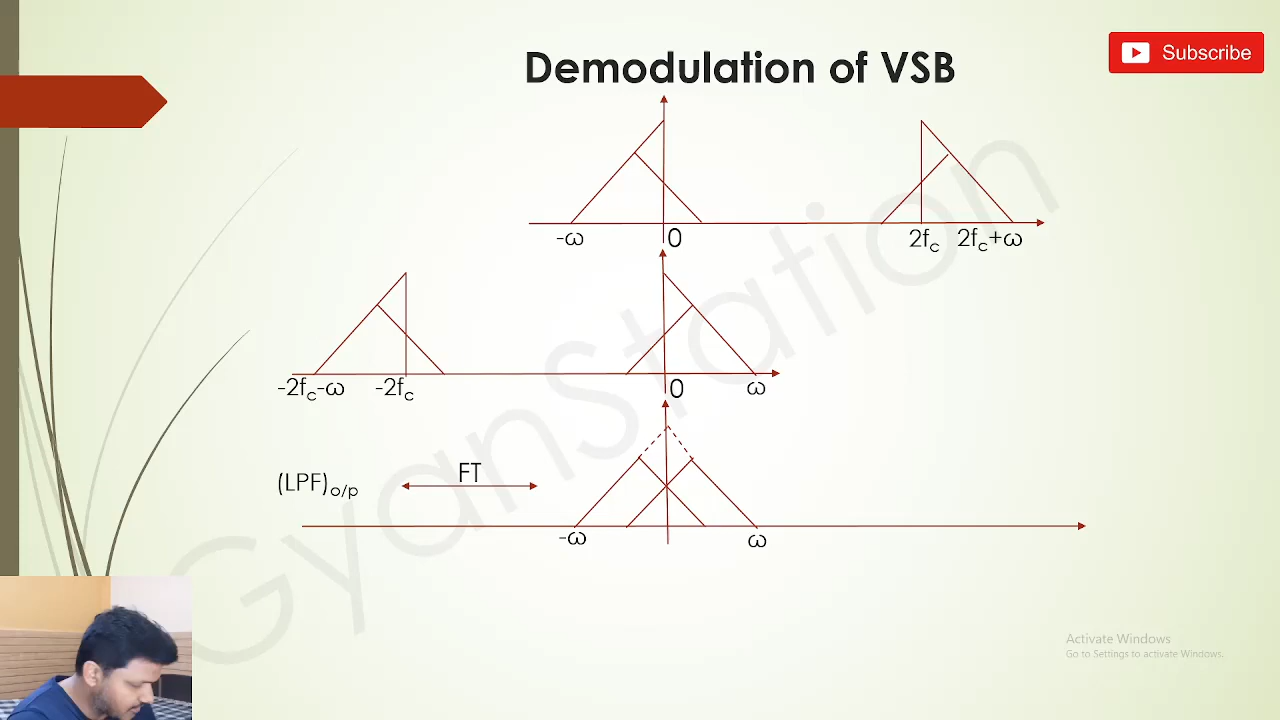 Subscribe
Demodulation of VSB
-ω 0 2fc 2fc+ω
-2fc-ω -2fc 0 ω
(LPF)o/p FT
-ω ω
GyanStation
Activate Windows
Go to Settings to activate Windows.